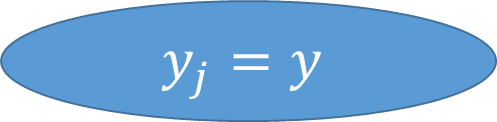 y_j = y